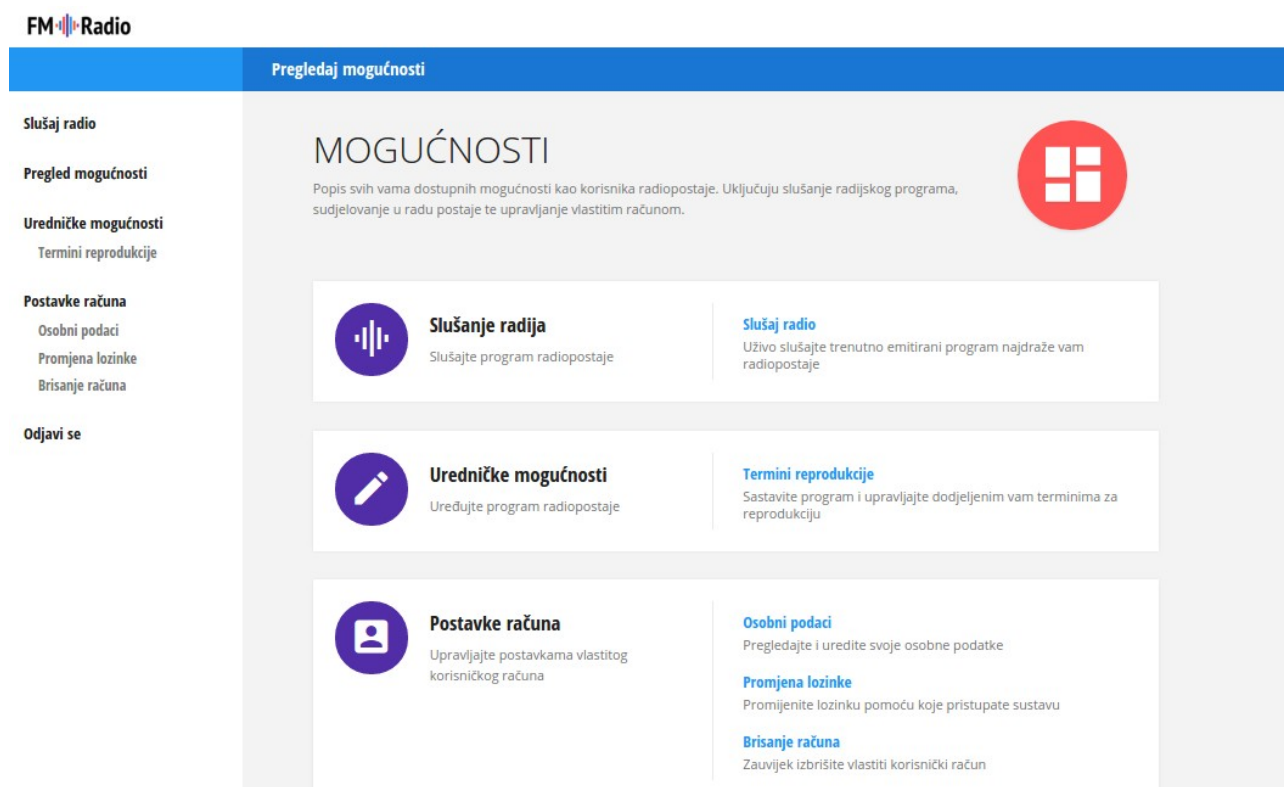 FM Radio
Pregledaj mogućnosti
Slušaj radio
Pregled mogućnosti
Uredničke mogućnosti
Termini reprodukcije
Postavke računa
Osobni podaci
Promjena lozinke
Brisanje računa
Odjavi se
MOGUĆNOSTI
Popis svih vama dostupnih mogućnosti kao korisnika radiopostaje. Uključuju slušanje radijskog programa,
sudjelovanje u radu postaje te upravljanje vlastitim računom.
Slušanje radija
Slušajte program radiopostaje
Slušaj radio
Uživo slušajte trenutno emitirani program najdraže vam
radiopostaje
Uredničke mogućnosti
Uređujte program radiopostaje
Termini reprodukcije
Sastavite program i upravljajte dodjeljenim vam terminima za
reprodukciju
Postavke računa
Upravljajte postavkama vlastitog
korisničkog računa
Osobni podaci
Pregledajte i uredite svoje osobne podatke
Promjena lozinke
Promijenite lozinku pomoću koje pristupate sustavu
Brisanje računa
Zauvijek izbrišite vlastiti korisnički račun